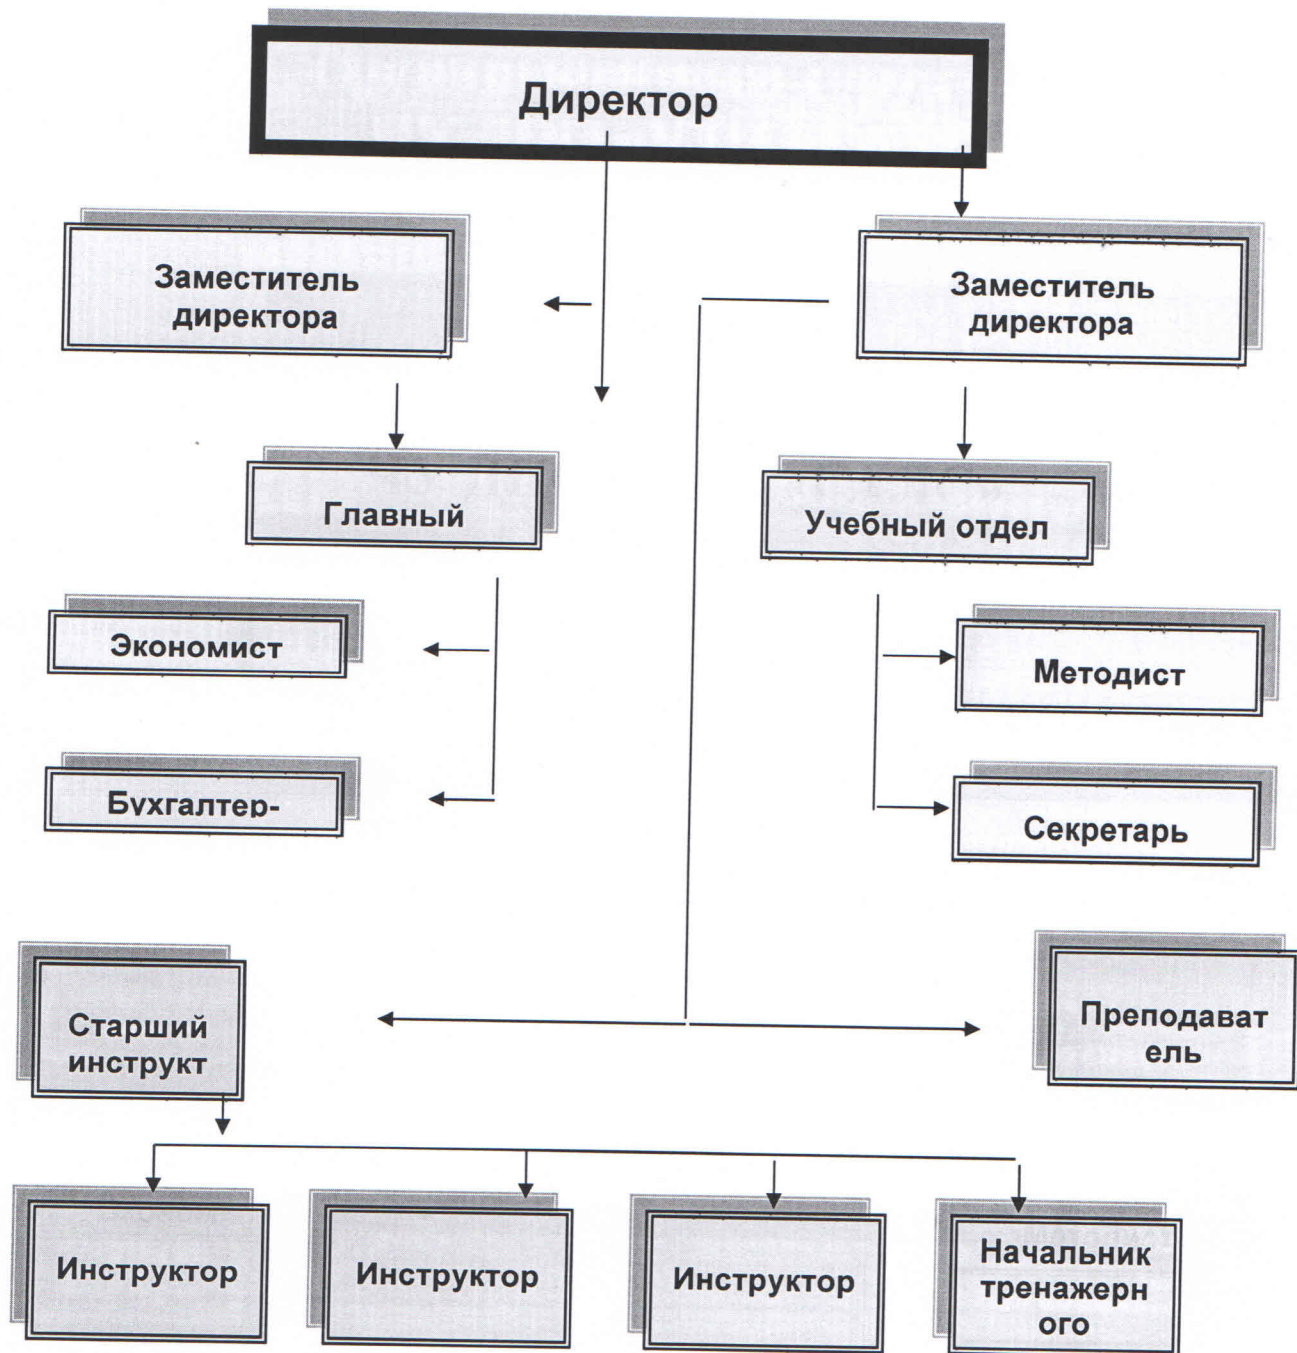 Директор
Заместитель
директора
Заместитель
директора
Главный
Учебный отдел
Экономист
Методист
Бухгалтер-
Секретарь
Старший
инструкт
Преподават
ель
Инструктор
Инструктор
Инструктор
Начальник
тренажерн
ого